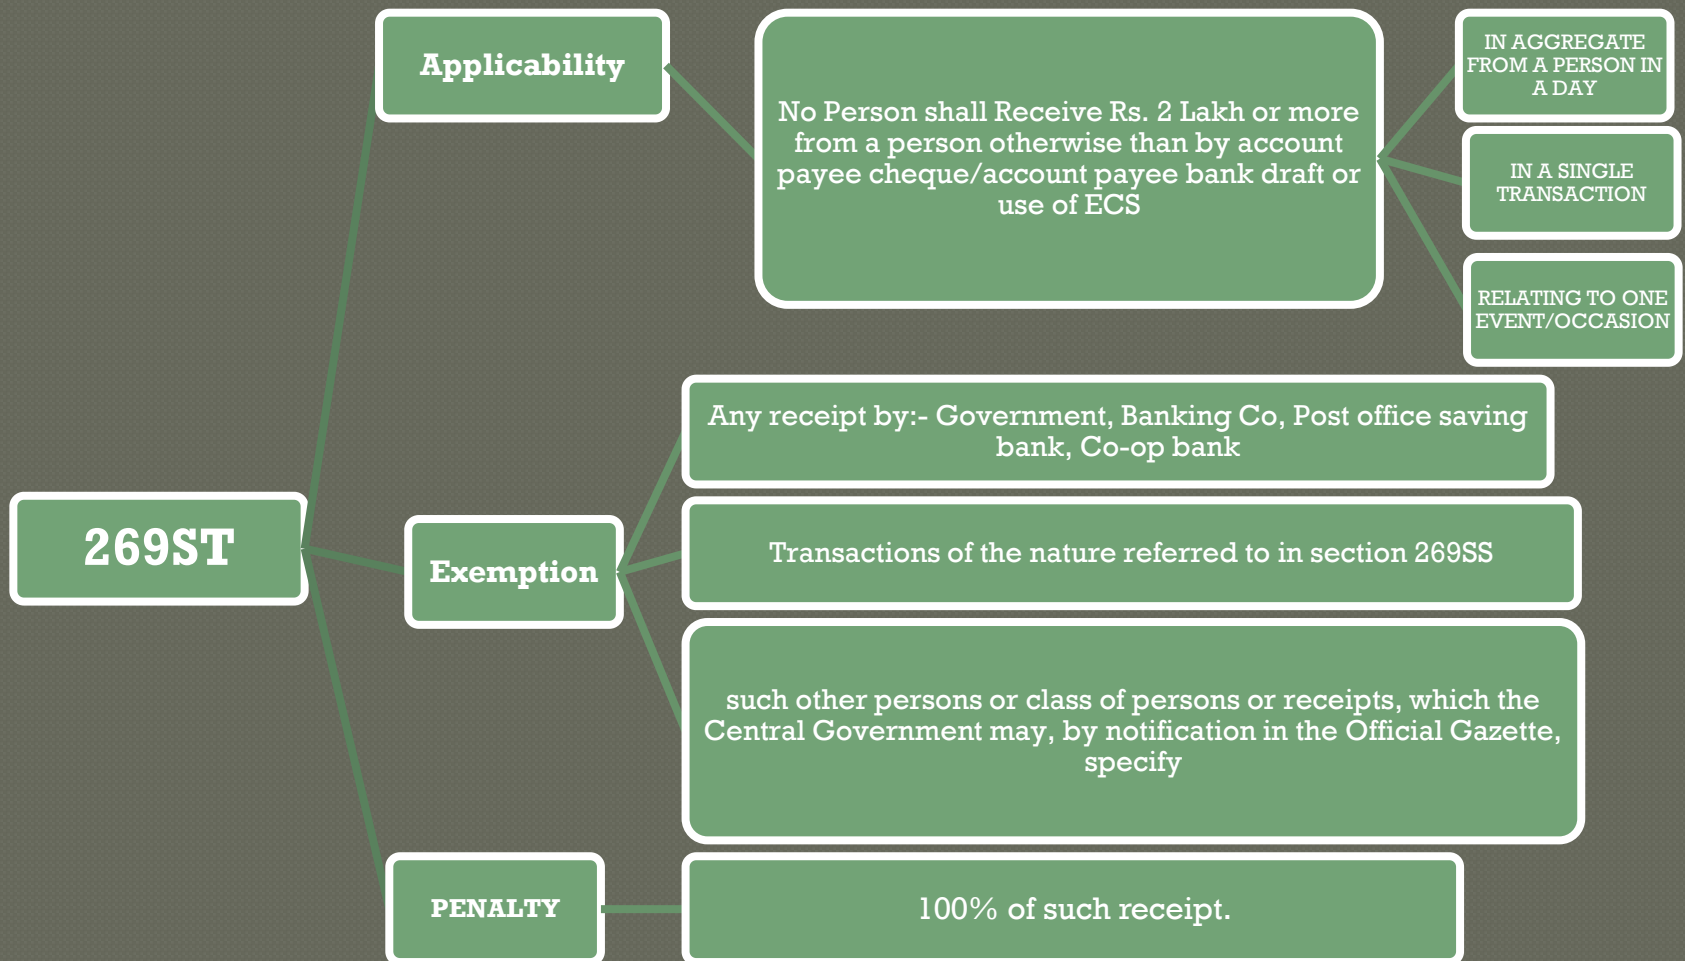 Applicability
No Person shall Receive Rs. 2 Lakh or more
from a person otherwise than by account
payee cheque/account payee bank draft or
use of ECS
IN AGGREGATE
FROM A PERSON IN
A DAY
IN A SINGLE
TRANSACTION
RELATING TO ONE
EVENT/OCCASION
269ST
Exemption
Any receipt by:- Government, Banking Co, Post office saving
bank, Co-op bank
Transactions of the nature referred to in section 269SS
such other persons or class of persons or receipts, which the
Central Government may, by notification in the Official Gazette,
specify
PENALTY
100% of such receipt.